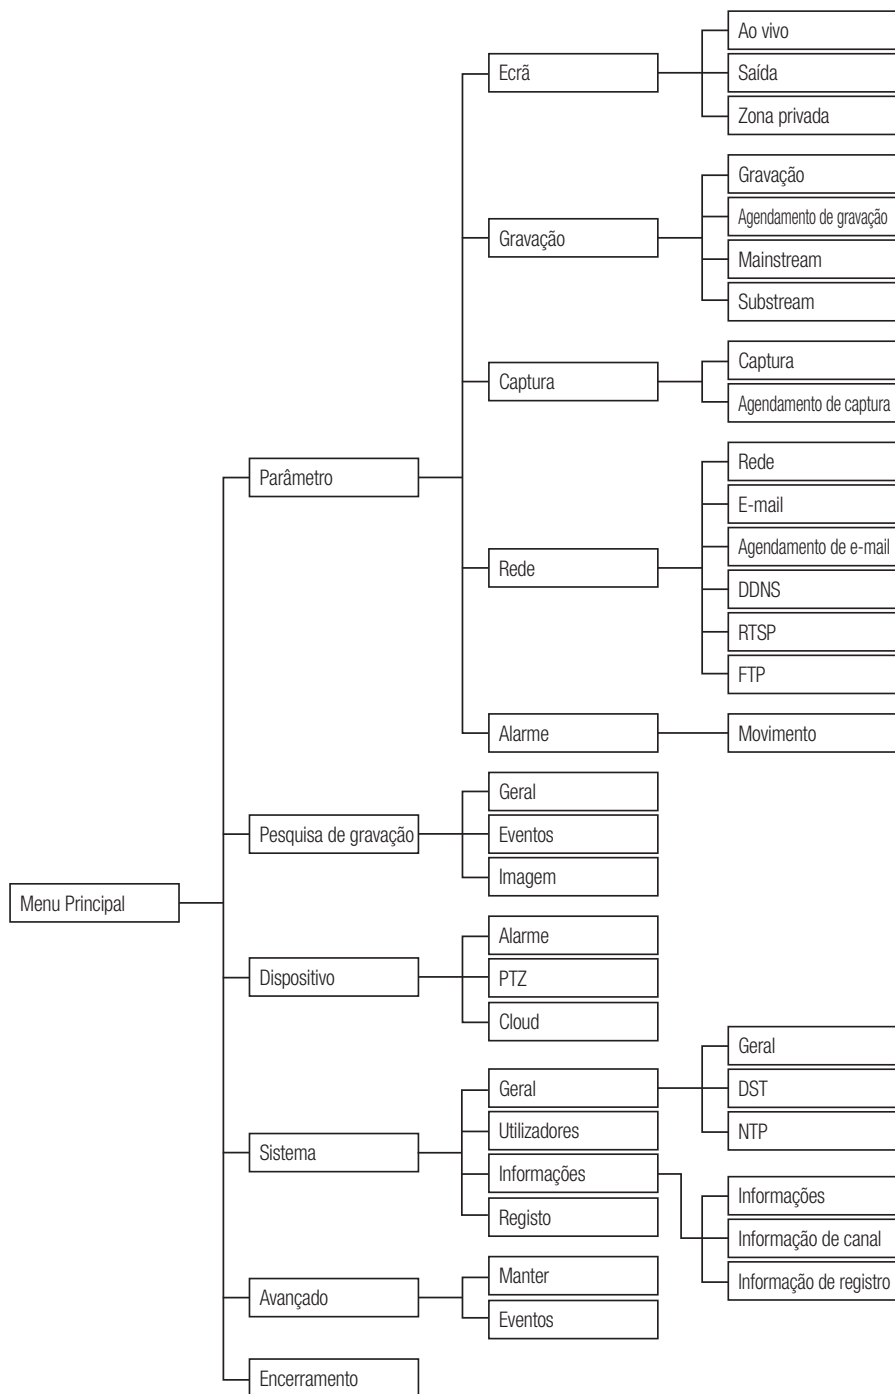 Menu Principal
Parâmetro
Ecrã
Ao vivo
Saída
Zona privada
Gravação
Gravação
Agendamento de gravação
Mainstream
Substream
Captura
Captura
Agendamento de captura
Rede
Rede
E-mail
Agendamento de e-mail
DDNS
RTSP
FTP
Alarme
Movimento
Pesquisa de gravação
Geral
Eventos
Imagem
Dispositivo
Alarme
PTZ
Cloud
Sistema
Geral
Geral
DST
NTP
Utilizadores
Informações
Informações
Informação de canal
Informação de registro
Registo
Avançado
Manter
Eventos
Encerramento